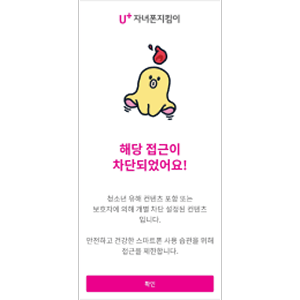 U+ 자녀폰지킴이
해당 접근이
차단되었어요!
청소년 유해 컨텐츠 포함 또는
보호자에 의해 개별 차단 설정된 컨텐츠
입니다.
안전하고 건강한 스마트폰 사용 습관을 위해
접근을 제한합니다.
확인